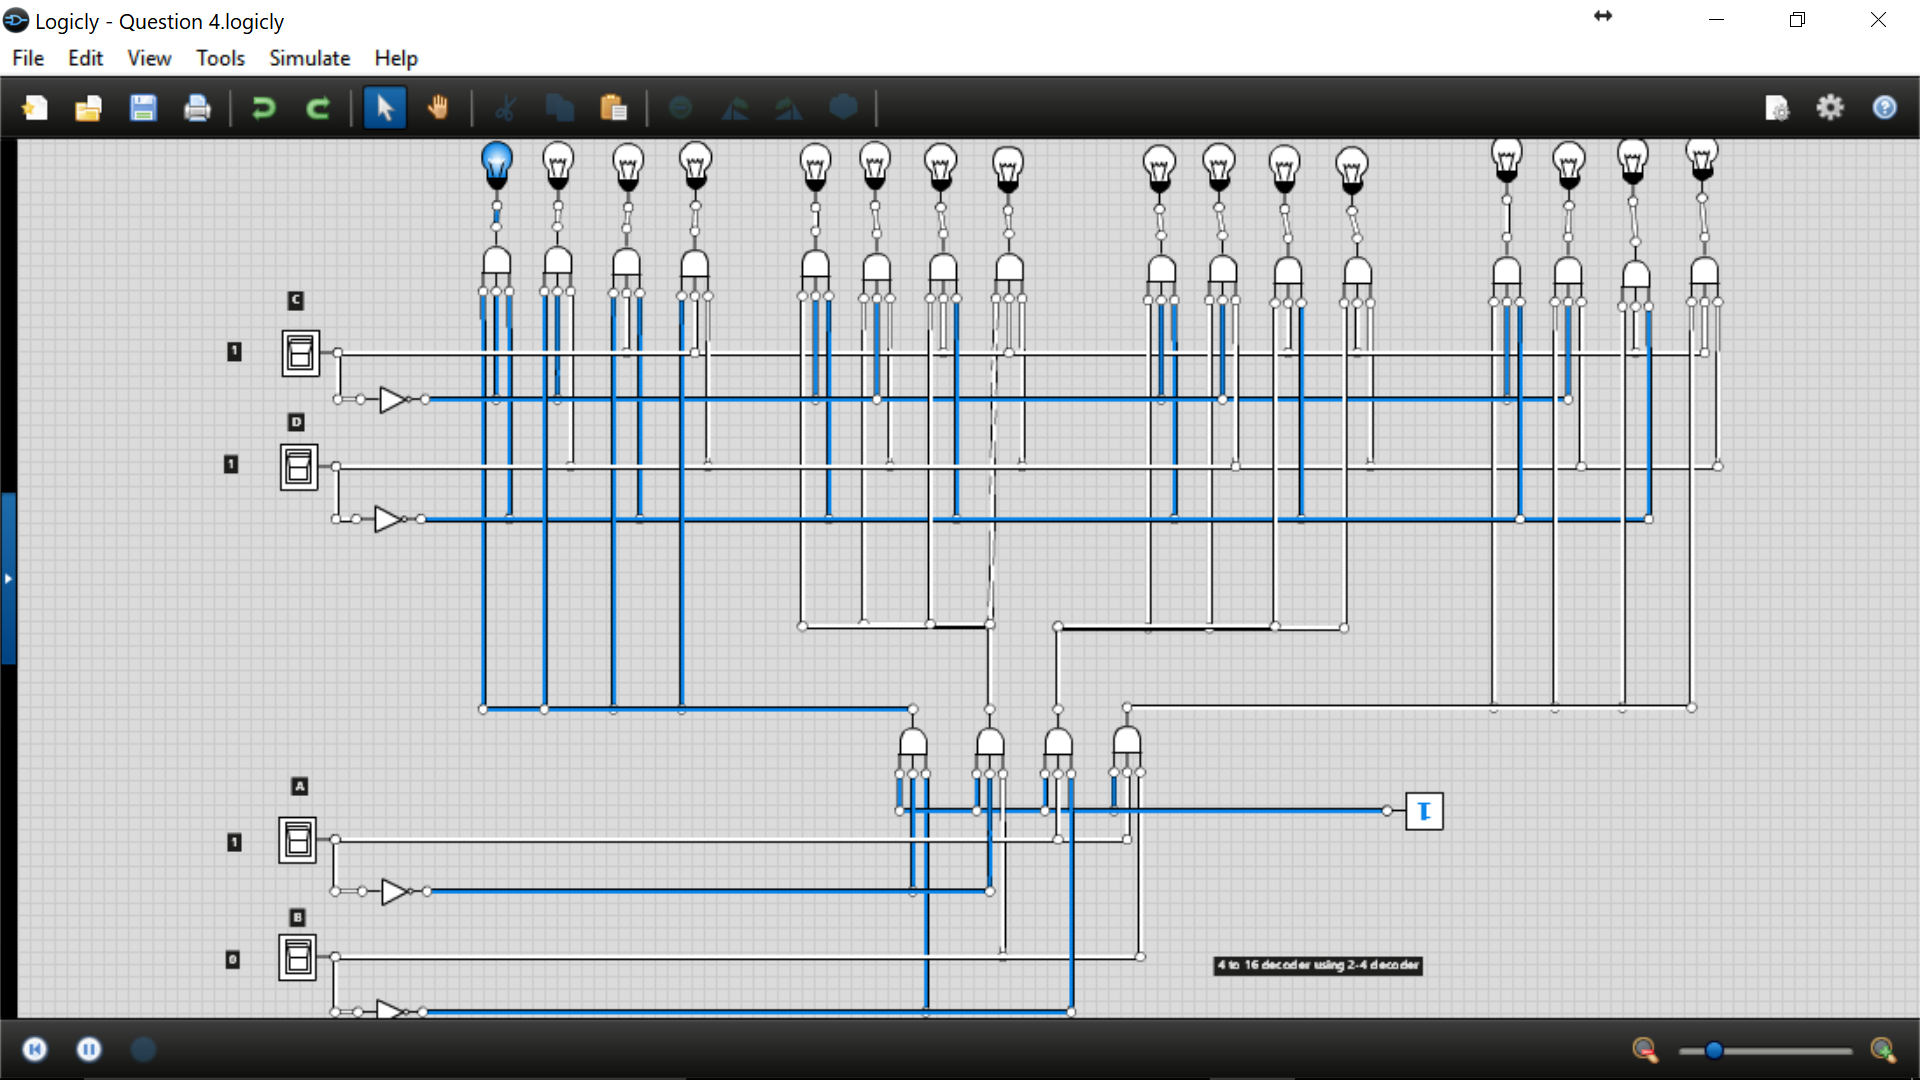 Logicly - Question 4.logicly
File Edit View Tools Simulate Help
C
1
D
1
1
A
1
B
0
4 to 16 decoder using 2-4 decoder